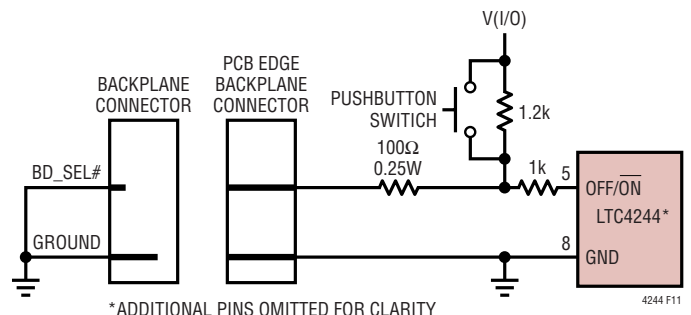 V(I/O)
PCB EDGE
BACKPLANE
CONNECTOR
BACKPLANE
CONNECTOR
PUSHBUTTON
SWITICH
1.2k
100Ω
0.25W
1k
5
BD_SEL#
OFF/ON
LTC4244*
GROUND
8
GND
*ADDITIONAL PINS OMITTED FOR CLARITY
4244 F11